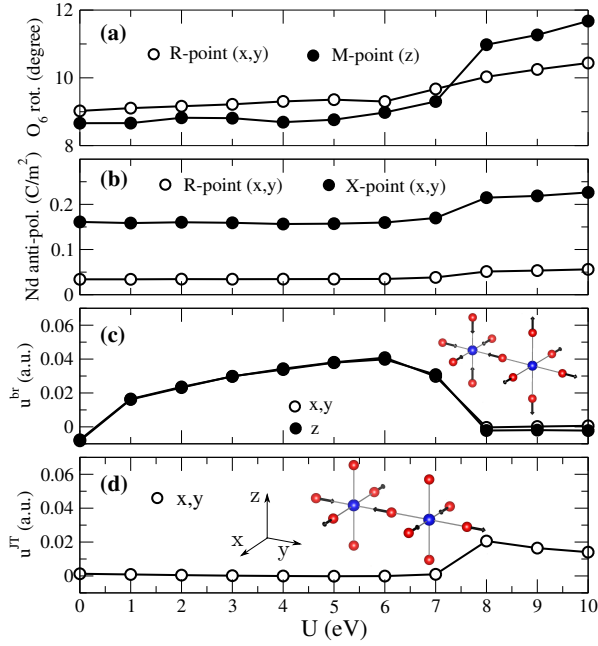 (a)
R-point (x,y)
M-point (z)
O6 rot. (degree)
12
10
8
(b)
R-point (x,y)
X-point (x,y)
Nd anti-pol. (C/m²)
0.2
0.1
0
(c)
x,y
z
u^br (a.u.)
0.06
0.04
0.02
0
(d)
x,y
z
x
y
u^JT (a.u.)
0.06
0.04
0.02
0
0 1 2 3 4 5 6 7 8 9 10
U (eV)